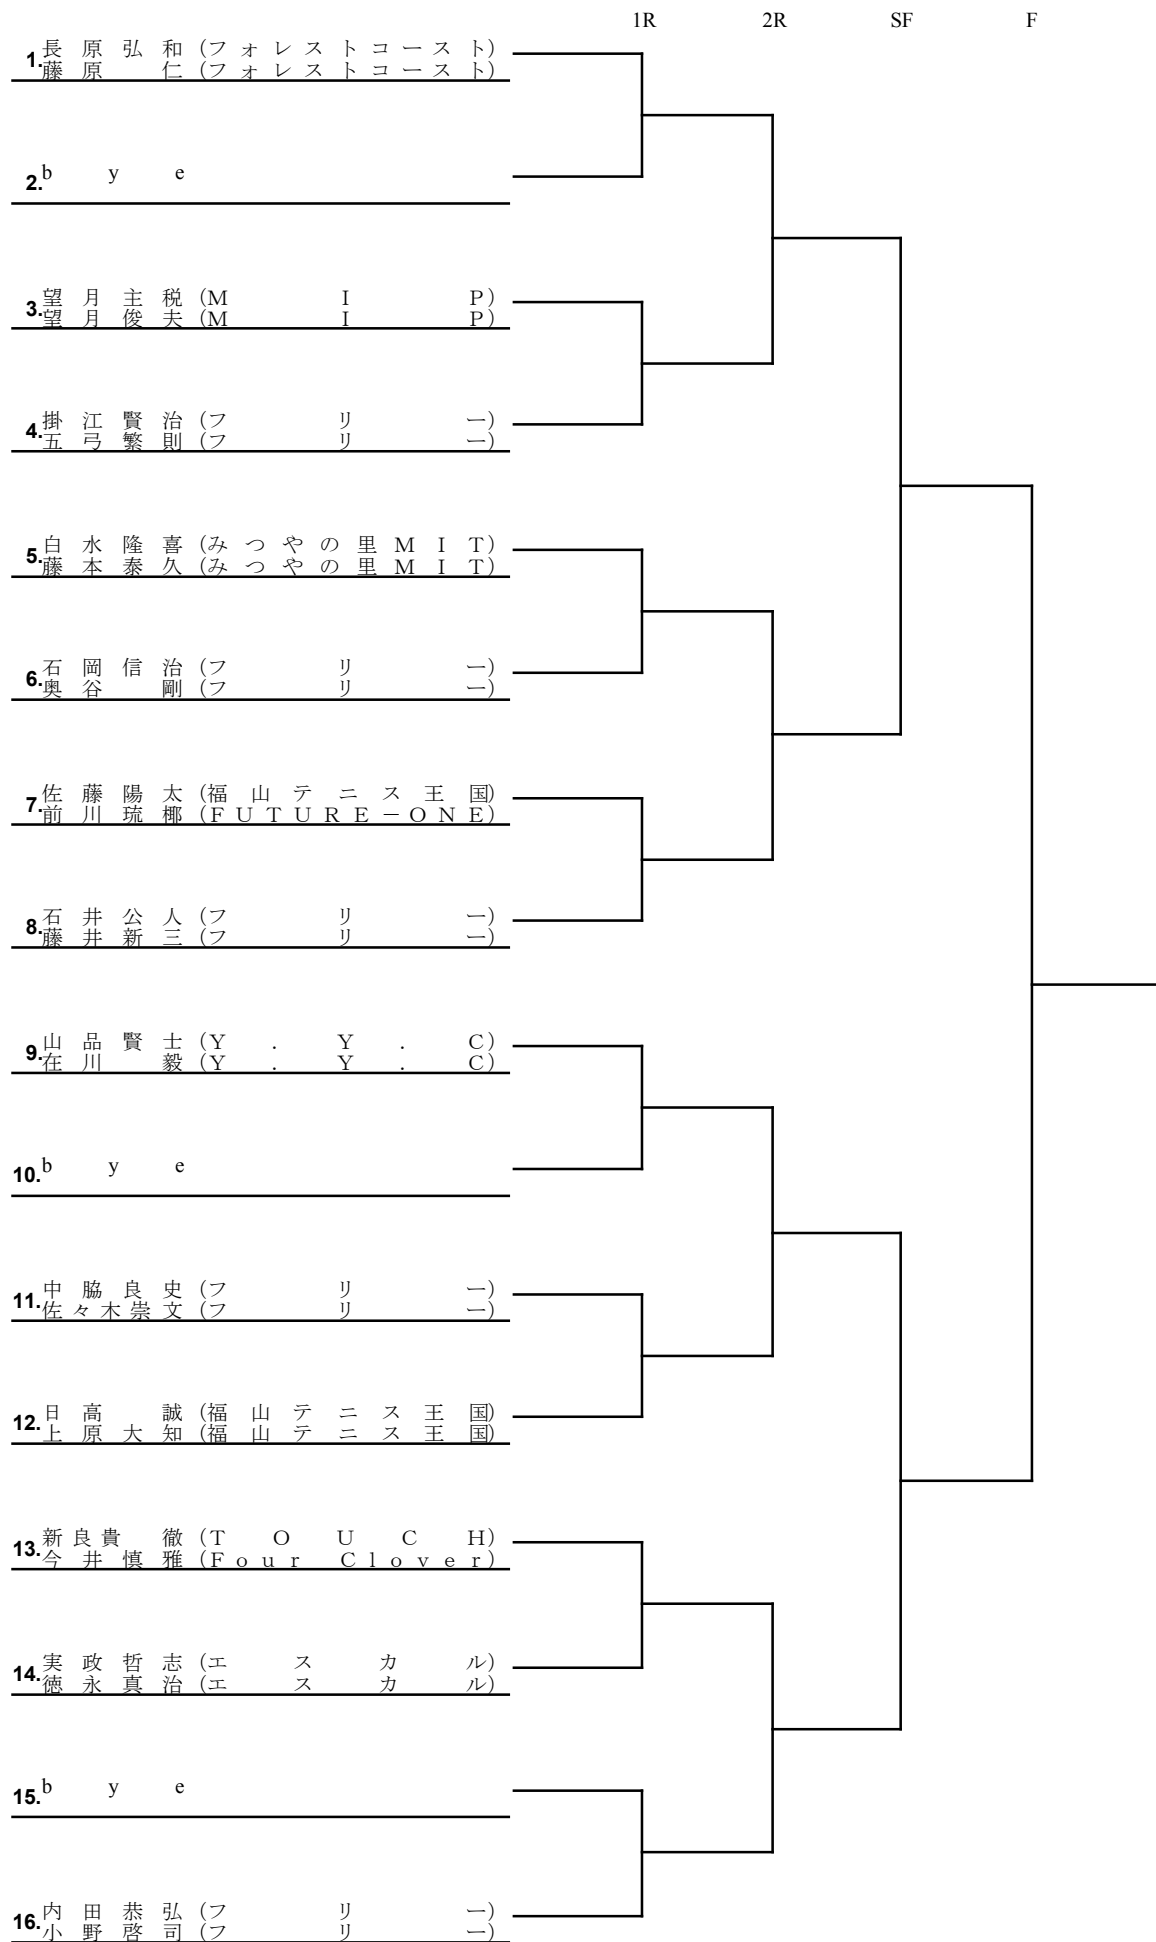 1R 2R SF F
1. 長原弘和(フォレストコースト)
藤原 仁(フォレストコースト)
2. bye
3. 望月主税(MIP)
望月俊夫(MIP)
4. 掛江賢治(フリー)
五弓繁則(フリー)
5. 白水隆喜(みつやの里MIT)
藤本泰久(みつやの里MIT)
6. 石岡信治(フリー)
奥谷 剛(フリー)
7. 佐藤陽太(福山テニス王国)
前川琉椰(FUTURE-ONE)
8. 石井公人(フリー)
藤井新三(フリー)
9. 山品賢士(Y.Y.C)
在川 毅(Y.Y.C)
10. bye
11. 中脇良史(フリー)
佐々木崇文(フリー)
12. 日高 誠(福山テニス王国)
上原大知(福山テニス王国)
13. 新良貴 徹(TOUCH)
今井慎雅(Four Clover)
14. 実政哲志(エスカル)
徳永真治(エスカル)
15. bye
16. 内田恭弘(フリー)
小野啓司(フリー)